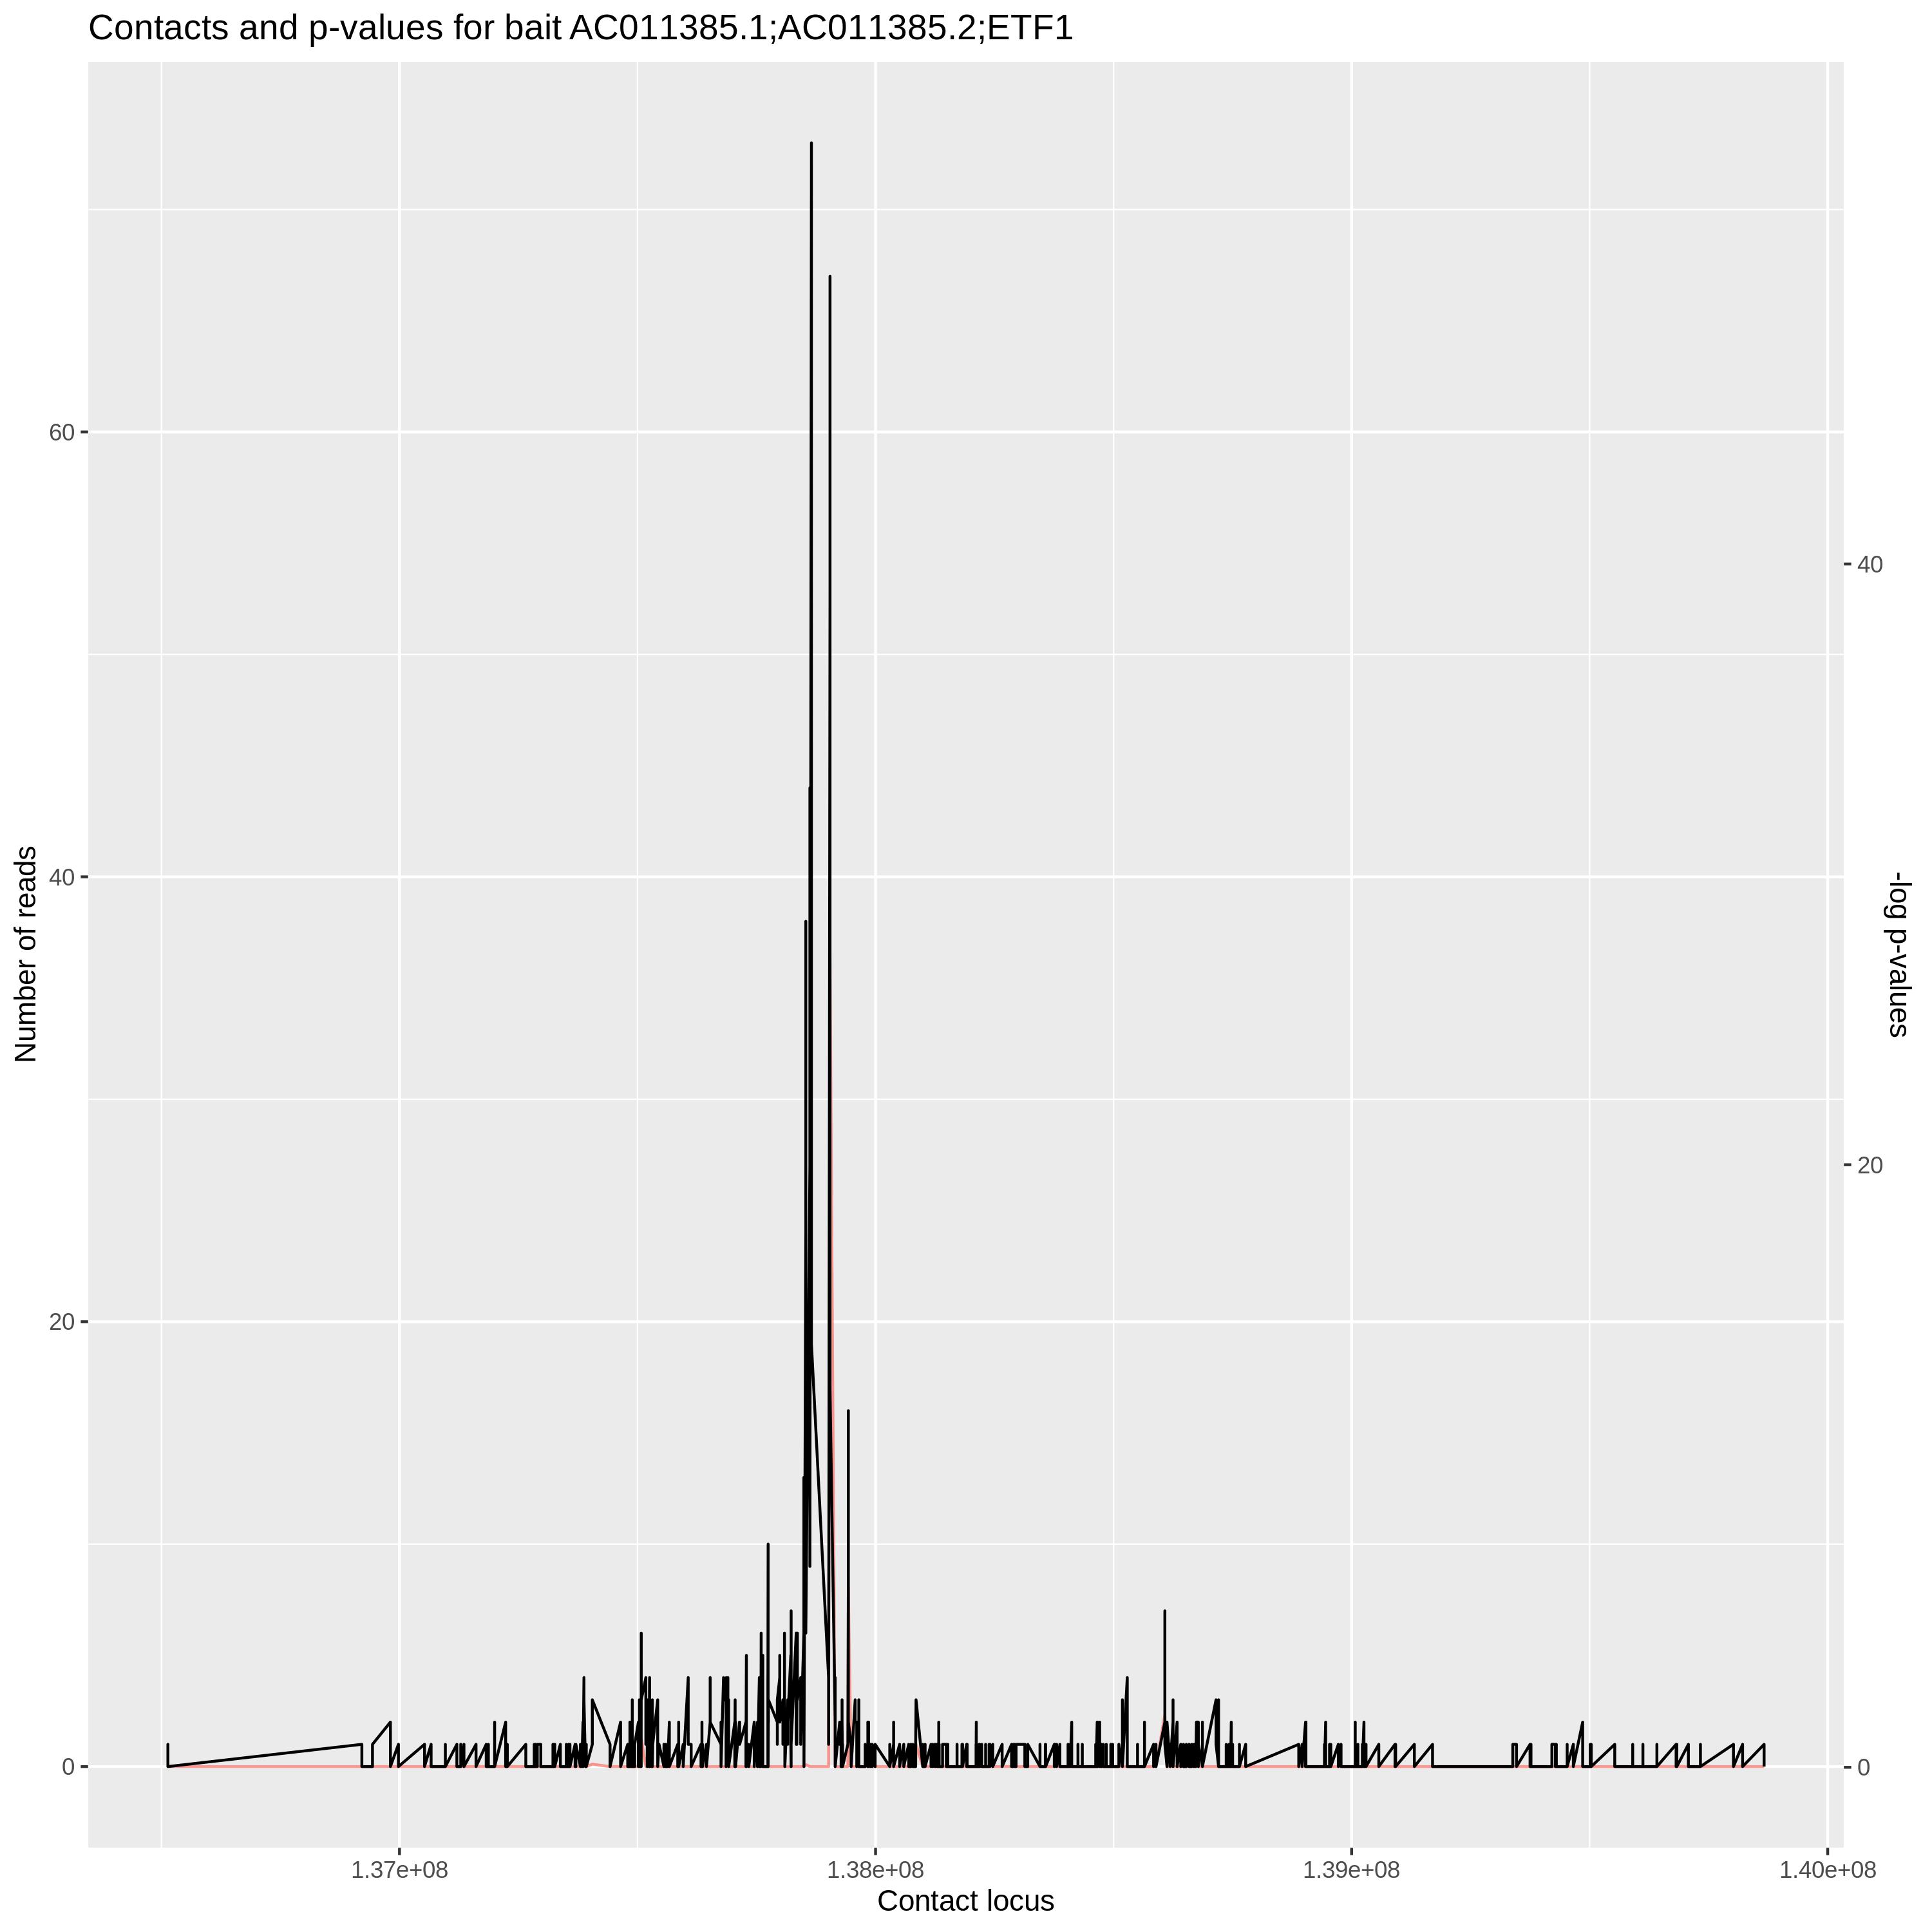 Contacts and p-values for bait AC011385.1;AC011385.2;ETF1
Number of reads
60
40
20
0
40
20
0
-log p-values
1.37e+08
1.38e+08
1.39e+08
1.40e+08
Contact locus